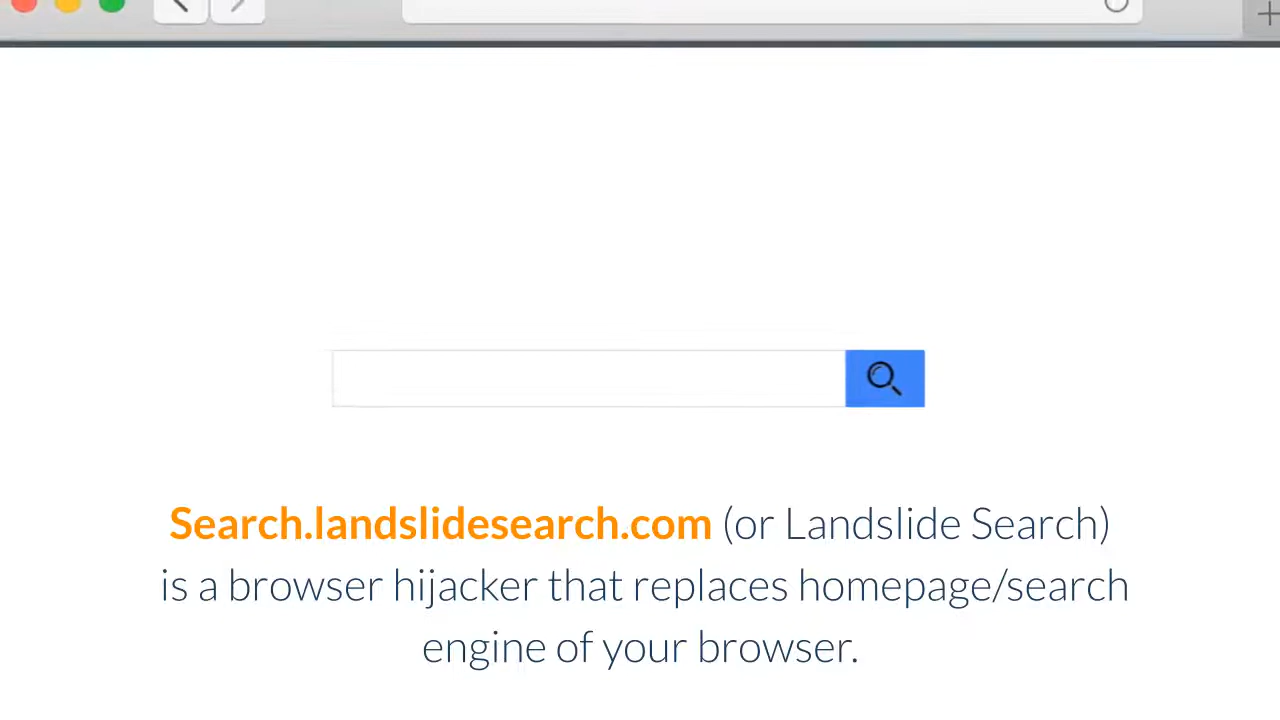 Search.landslidesearch.com (or Landslide Search)
is a browser hijacker that replaces homepage/search
engine of your browser.